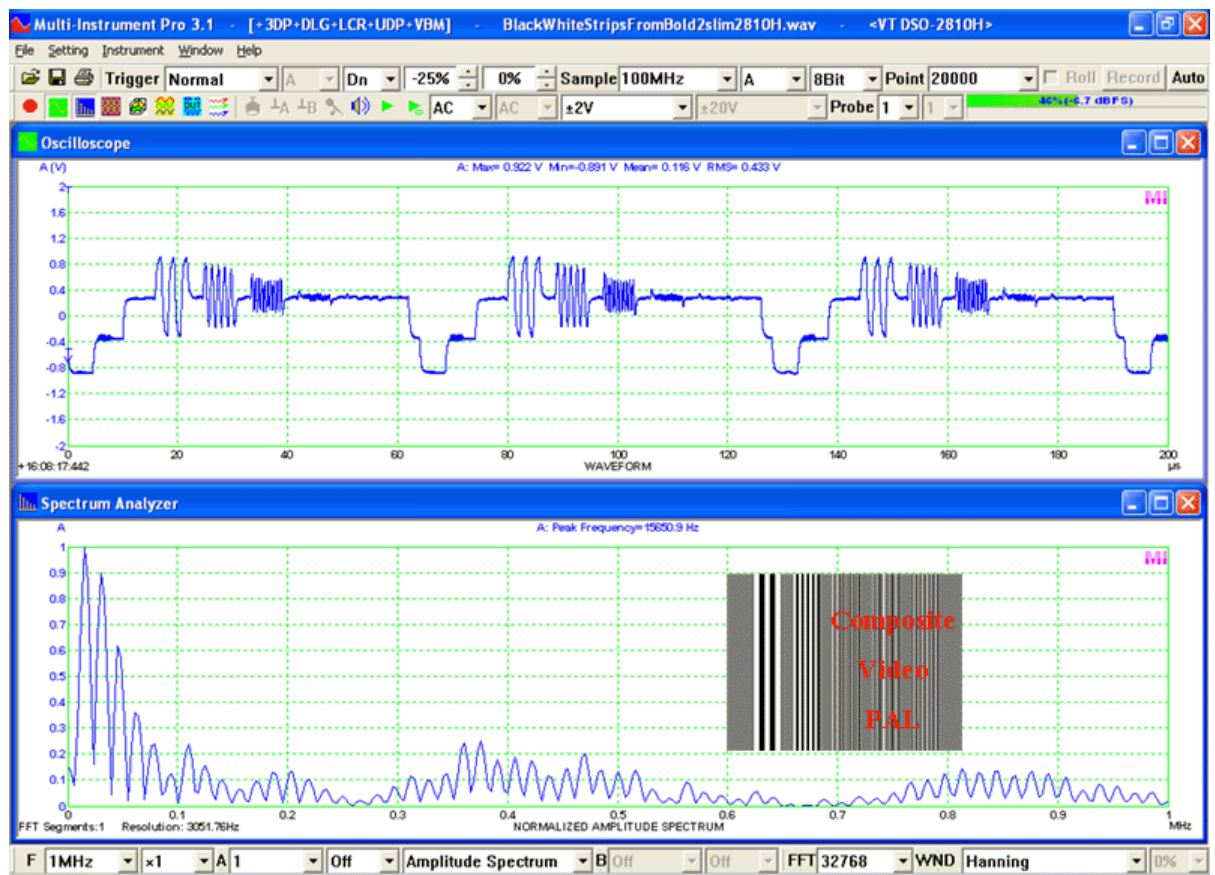 Multi-Instrument Pro 3.1 - [+3DP+DLG+LCR+UDP+VBM] - BlackWhiteStripsFromBold2slim2810H.wav - <VT DSO-2810H>
File Setting Instrument Window Help
Trigger Normal A Dn -25% 0% Sample 100MHz A 8Bit Point 20000 Roll Record Auto
DUT A B AC AC ±2V ±20V Probe 1 1 46%(-6.7 dBFS)
Oscilloscope
A (V) A: Max= 0.922 V Min=-0.891 V Mean= 0.116 V RMS= 0.433 V
2
MI
1.6
1.2
0.8
0.4
0
-0.4
-0.8
-1.2
-1.6
-2
0 20 40 60 80 100 120 140 160 180 200
+16:08:17:442 WAVEFORM µs
Spectrum Analyzer
A A: Peak Frequency=15650.9 Hz
1
MI
0.9
0.8
0.7
0.6
0.5
0.4
0.3
0.2
0.1
0
Composite
Video
PAL
0 0.1 0.2 0.3 0.4 0.5 0.6 0.7 0.8 0.9 1
FFT Segments:1 Resolution: 3051.76Hz NORMALIZED AMPLITUDE SPECTRUM MHz
F 1MHz ×1 A 1 Off Amplitude Spectrum B Off Off FFT 32768 WND Hanning 0%